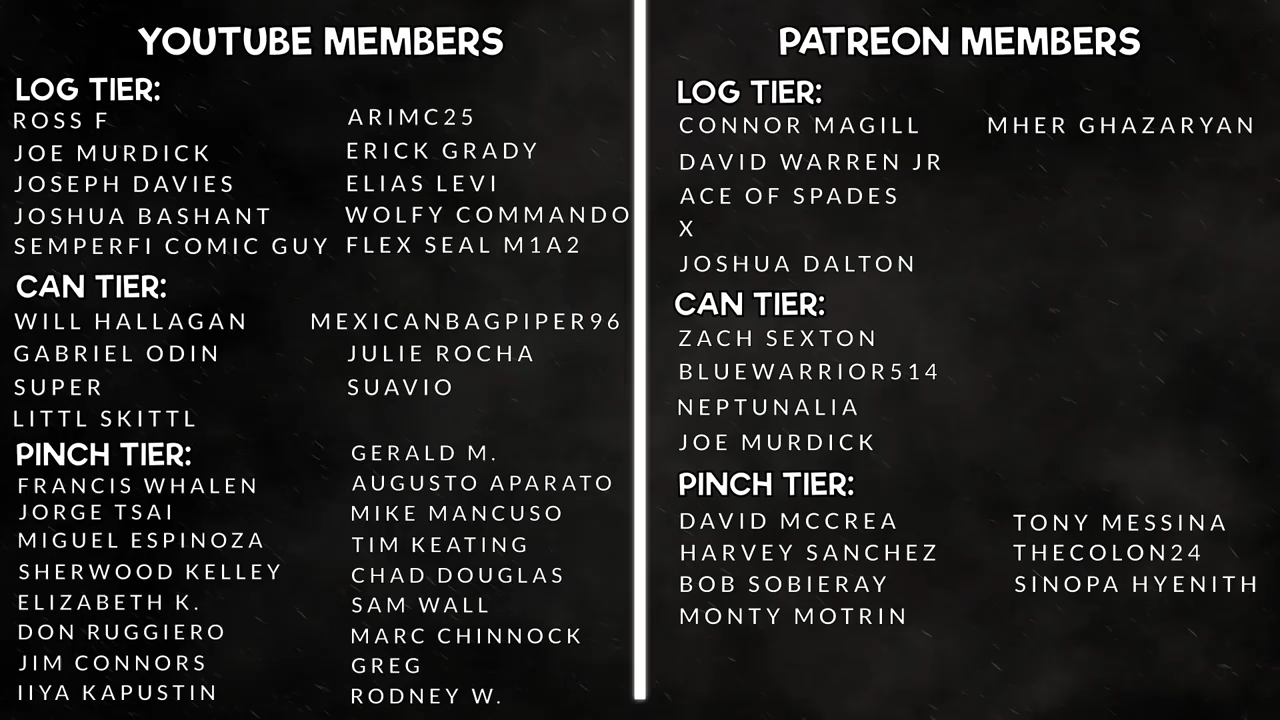 YOUTUBE MEMBERS
LOG TIER:
ROSS F
JOE MURDICK
JOSEPH DAVIES
JOSHUA BASHANT
SEMPERFI COMIC GUY
ARIMC25
ERICK GRADY
ELIAS LEVI
WOLFY COMMANDO
FLEX SEAL M1A2
CAN TIER:
WILL HALLAGAN
GABRIEL ODIN
SUPER
LITTL SKITTL
MEXICANBAGPIPER96
JULIE ROCHA
SUAVIO
PINCH TIER:
FRANCIS WHALEN
JORGE TSAI
MIGUEL ESPINOZA
SHERWOOD KELLEY
ELIZABETH K.
DON RUGGIERO
JIM CONNORS
IIYA KAPUSTIN
GERALD M.
AUGUSTO APARATO
MIKE MANCUSO
TIM KEATING
CHAD DOUGLAS
SAM WALL
MARC CHINNOCK
GREG
RODNEY W.
PATREON MEMBERS
LOG TIER:
CONNOR MAGILL
DAVID WARREN JR
ACE OF SPADES
X
JOSHUA DALTON
MHER GHAZARYAN
CAN TIER:
ZACH SEXTON
BLUEWARRIOR514
NEPTUNALIA
JOE MURDICK
PINCH TIER:
DAVID MCCREA
HARVEY SANCHEZ
BOB SOBIERAY
MONTY MOTRIN
TONY MESSINA
THECOLON24
SINOPA HYENITH